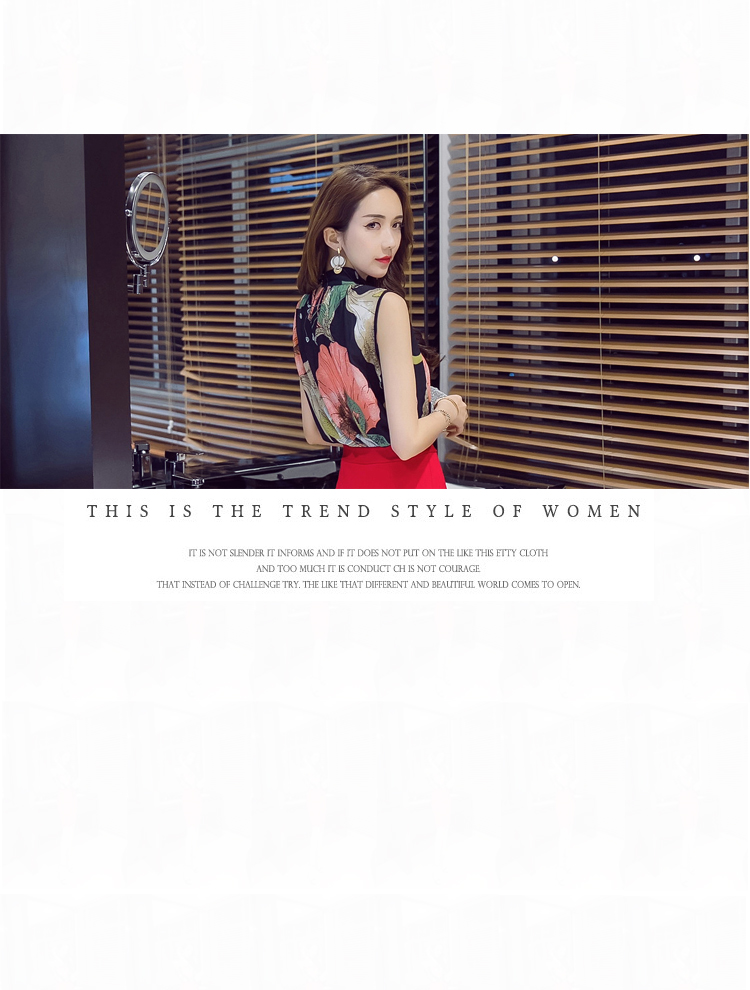 THIS IS THE TREND STYLE OF WOMEN
IT IS NOT SLENDER IT INFORMS AND IF IT DOES NOT PUT ON THE LIKE THIS ETTY CLOTH
AND TOO MUCH IT IS CONDUCT CH IS NOT COURAGE
THAT INSTEAD OF CHALLENGE TRY. THE LIKE THAT DIFFERENT AND BEAUTIFUL WORLD COMES TO OPEN.